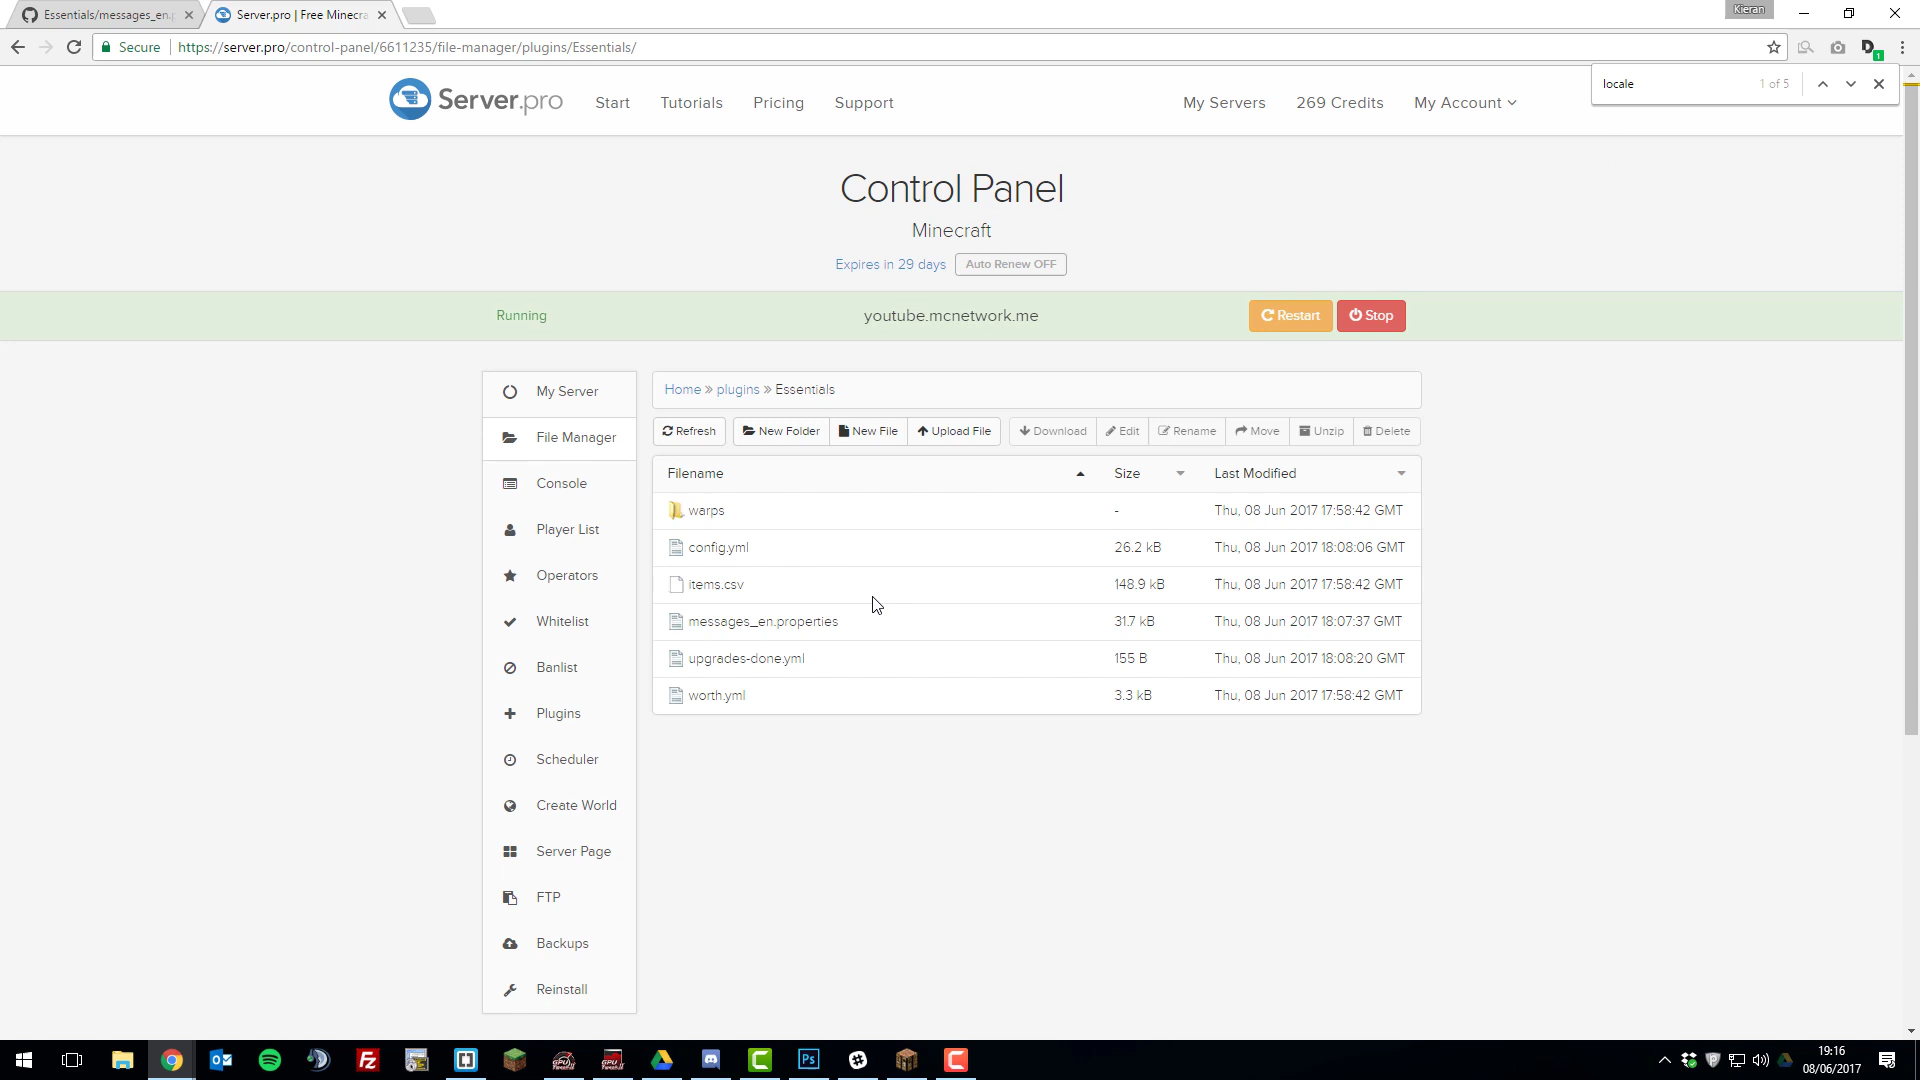 Essentials/messages_en.p
Server.pro | Free Minecra
Kieran
Secure
https://server.pro/control-panel/6611235/file-manager/plugins/Essentials/
D
1
locale
1 of 5
Server.pro
Start
Tutorials
Pricing
Support
My Servers
269 Credits
My Account
Control Panel
Minecraft
Expires in 29 days
Auto Renew OFF
Running
youtube.mcnetwork.me
Restart
Stop
My Server
File Manager
Console
Player List
Operators
Whitelist
Banlist
Plugins
Scheduler
Create World
Server Page
FTP
Backups
Reinstall
Home » plugins » Essentials
Refresh
New Folder
New File
Upload File
Download
Edit
Rename
Move
Unzip
Delete
Filename Size Last Modified
warps - Thu, 08 Jun 2017 17:58:42 GMT
config.yml 26.2 kB Thu, 08 Jun 2017 18:08:06 GMT
items.csv 148.9 kB Thu, 08 Jun 2017 17:58:42 GMT
messages_en.properties 31.7 kB Thu, 08 Jun 2017 18:07:37 GMT
upgrades-done.yml 155 B Thu, 08 Jun 2017 18:08:20 GMT
worth.yml 3.3 kB Thu, 08 Jun 2017 17:58:42 GMT
Fz
Ps
19:16
08/06/2017